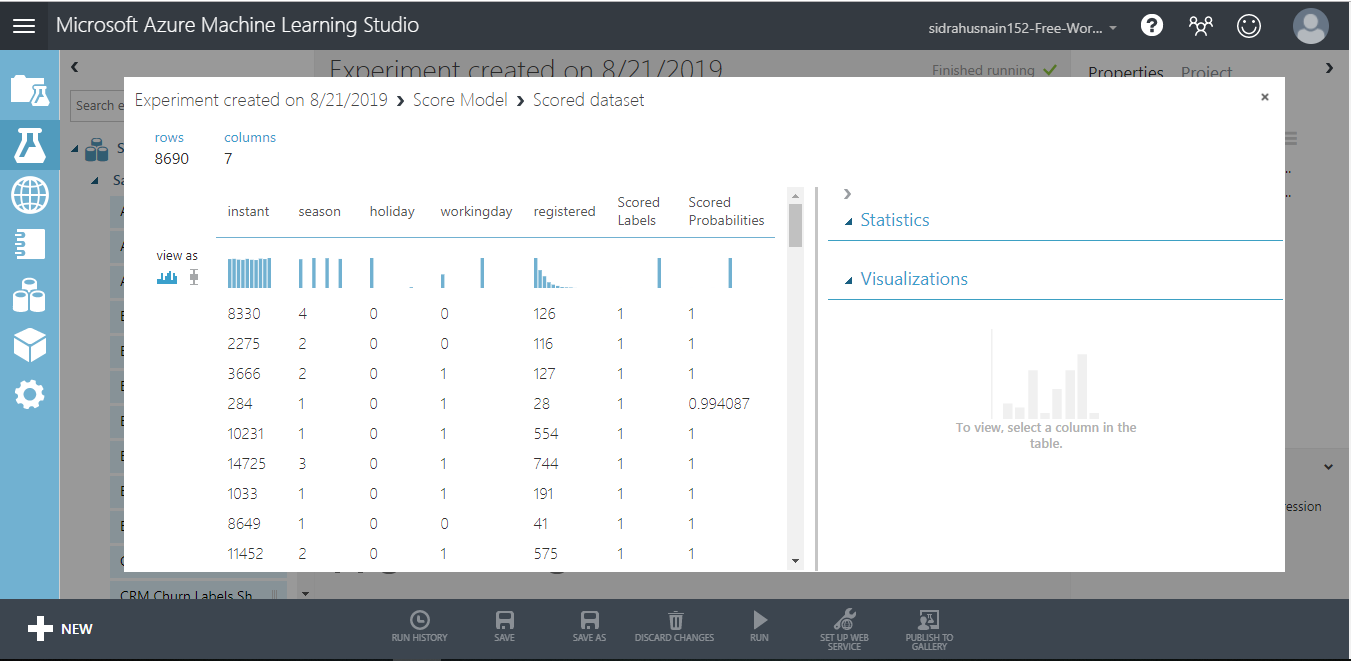 Microsoft Azure Machine Learning Studio
sidrahusnain152-Free-Wor...
Experiment created on 8/21/2019
Finished running
Properties Project
Search e
Experiment created on 8/21/2019 > Score Model > Scored dataset
rows columns
8690 7
instant season holiday workingday registered Scored Labels Scored Probabilities
view as
8330 4 0 0 126 1 1
2275 2 0 0 116 1 1
3666 2 0 1 127 1 1
284 1 0 1 28 1 0.994087
10231 1 0 1 554 1 1
14725 3 0 1 744 1 1
1033 1 0 1 191 1 1
8649 1 0 0 41 1 1
11452 2 0 1 575 1 1
Statistics
Visualizations
To view, select a column in the
table.
ession
CRM Churn Labels Sh
NEW
RUN HISTORY
SAVE
SAVE AS
DISCARD CHANGES
RUN
SET UP WEB
SERVICE
PUBLISH TO
GALLERY